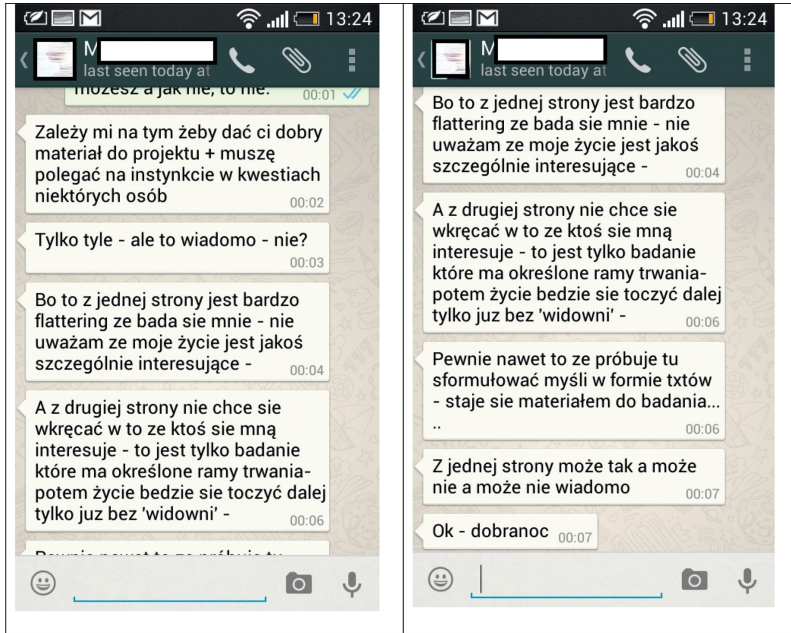 13:24
M
last seen today at
możesz a jak nie, to nie.
00:01
Zależy mi na tym żeby dać ci dobry
materiał do projektu + muszę
polegać na instynkcie w kwestiach
niektórych osób
00:02
Tylko tyle - ale to wiadomo - nie?
00:03
Bo to z jednej strony jest bardzo
flattering ze bada sie mnie - nie
uważam ze moje życie jest jakoś
szczególnie interesujące -
00:04
A z drugiej strony nie chce sie
wkręcać w to ze ktoś sie mną
interesuje - to jest tylko badanie
które ma określone ramy trwania-
potem życie bedzie sie toczyć dalej
tylko juz bez 'widowni' -
00:06
13:24
M
last seen today at
Bo to z jednej strony jest bardzo
flattering ze bada sie mnie - nie
uważam ze moje życie jest jakoś
szczególnie interesujące -
00:04
A z drugiej strony nie chce sie
wkręcać w to ze ktoś sie mną
interesuje - to jest tylko badanie
które ma określone ramy trwania-
potem życie bedzie sie toczyć dalej
tylko juz bez 'widowni' -
00:06
Pewnie nawet to ze próbuje tu
sformułować myśli w formie txtów
- staje sie materiałem do badania...
..
00:06
Z jednej strony może tak a może
nie a może nie wiadomo
00:07
Ok - dobranoc
00:07